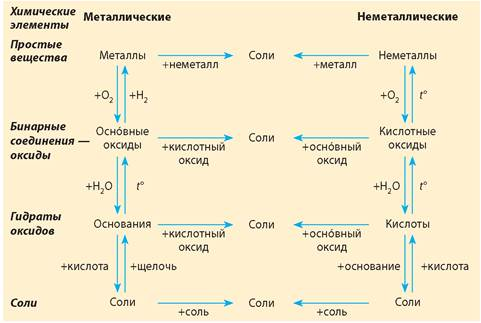 Химические элементы Металлические Неметаллические
Простые вещества Металлы +неметалл Соли +металл Неметаллы
+O₂ +H₂ +O₂ t°
Бинарные соединения — оксиды Осно́вные оксиды +кислотный оксид Соли +осно́вный оксид Кислотные оксиды
+H₂O t° +H₂O t°
Гидраты оксидов Основания +кислотный оксид Соли +осно́вный оксид Кислоты
+кислота +щелочь +основание +кислота
Соли Соли +соль Соли +соль Соли